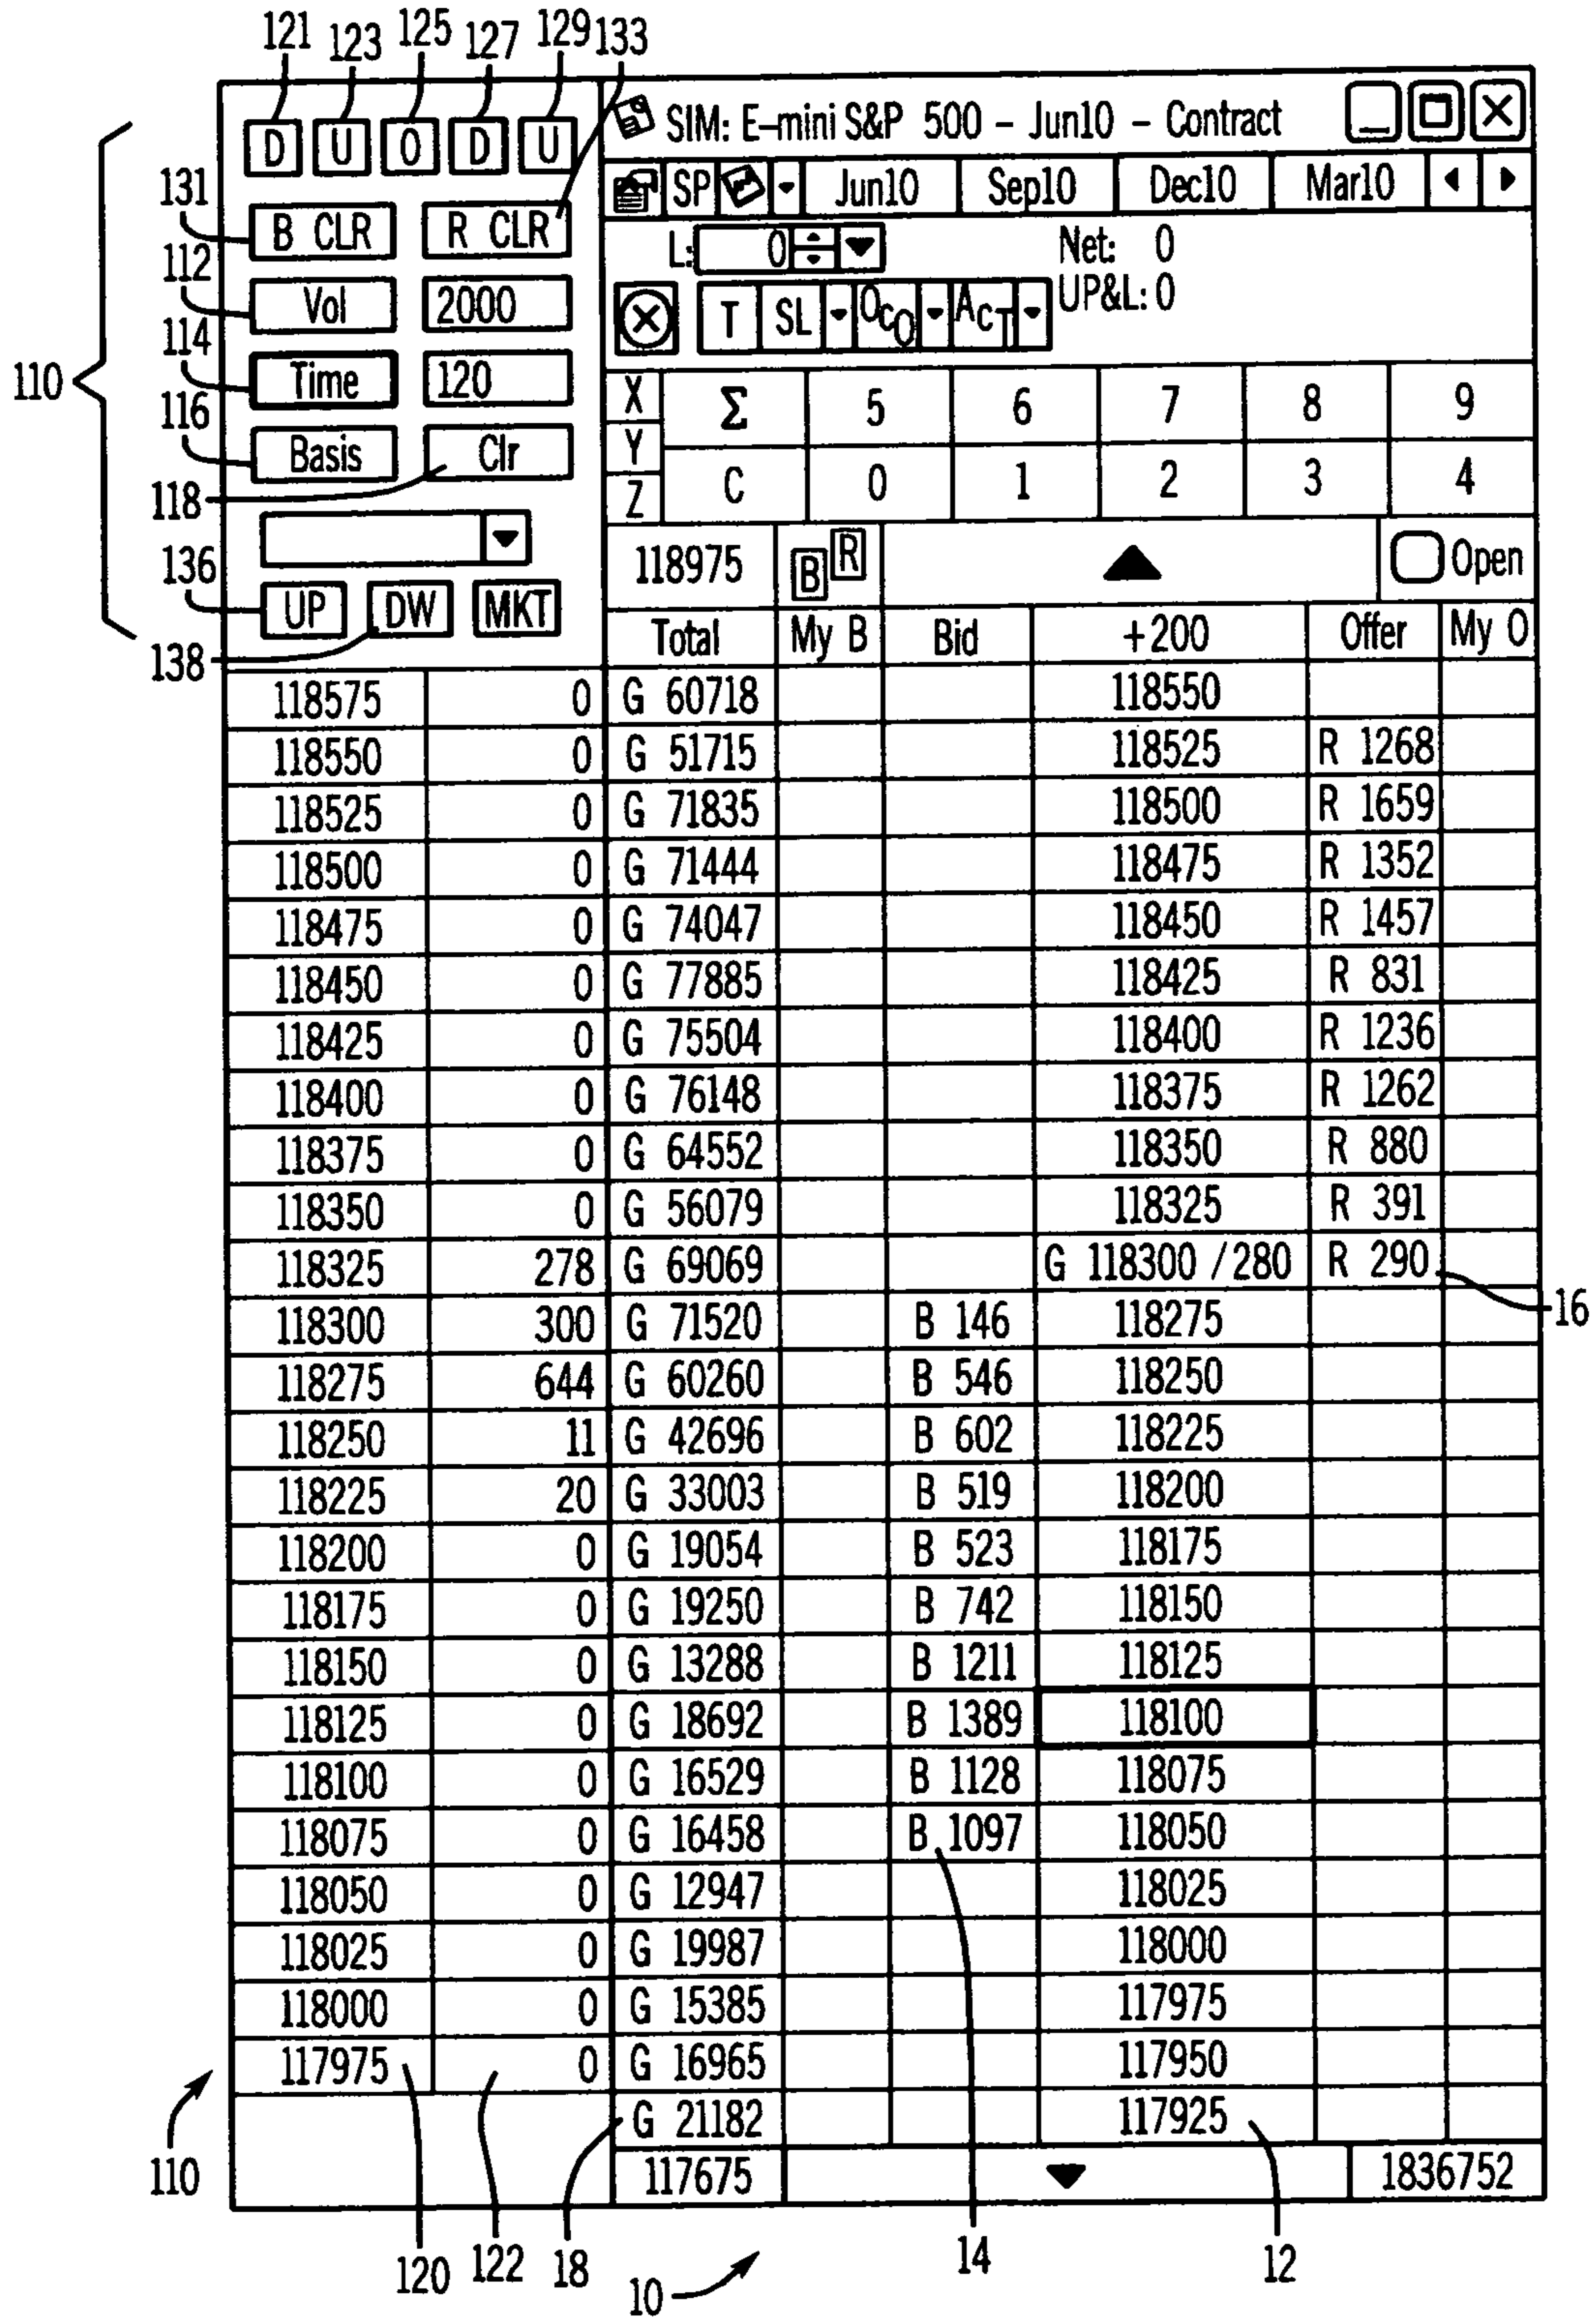 121 123 125 127 129 133
D U O D U SIM: E-mini S&P 500 - Jun10 - Contract
SP Jun10 Sep10 Dec10 Mar10
131 B CLR R CLR L: 0 Net: 0
112 Vol 2000 T SL OCO ACT UP&L: 0
114 Time 120 X Σ 5 6 7 8 9
110
116 Basis Clr Y
118 Z C 0 1 2 3 4
118975 B R Open
136 UP DW MKT
138 Total My B Bid +200 Offer My O
118575 0 G 60718 118550
118550 0 G 51715 118525 R 1268
118525 0 G 71835 118500 R 1659
118500 0 G 71444 118475 R 1352
118475 0 G 74047 118450 R 1457
118450 0 G 77885 118425 R 831
118425 0 G 75504 118400 R 1236
118400 0 G 76148 118375 R 1262
118375 0 G 64552 118350 R 880
118350 0 G 56079 118325 R 391
118325 278 G 69069 G 118300 /280 R 290
16
118300 300 G 71520 B 146 118275
118275 644 G 60260 B 546 118250
118250 11 G 42696 B 602 118225
118225 20 G 33003 B 519 118200
118200 0 G 19054 B 523 118175
118175 0 G 19250 B 742 118150
118150 0 G 13288 B 1211 118125
118125 0 G 18692 B 1389 118100
118100 0 G 16529 B 1128 118075
118075 0 G 16458 B 1097 118050
118050 0 G 12947 118025
118025 0 G 19987 118000
118000 0 G 15385 117975
117975 0 G 16965 117950
G 21182 117925
110 117675 1836752
120 122 18 10 14 12